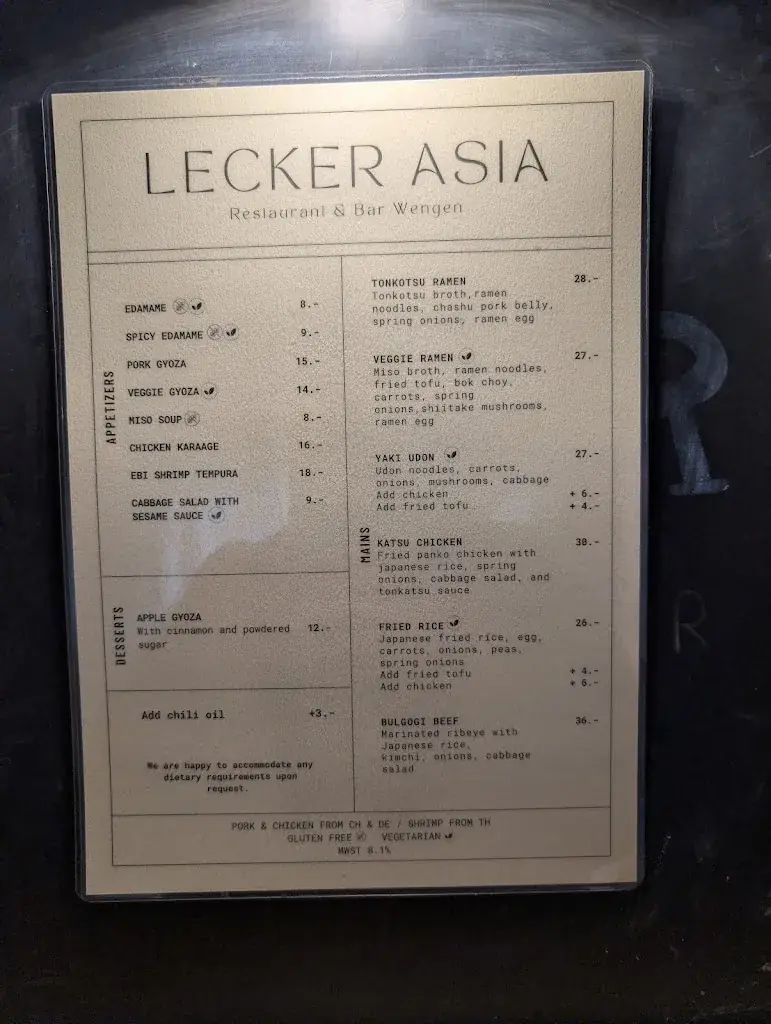 LECKER ASIA
Restaurant & Bar Wengen
APPETIZERS
EDAMAME 8.-
SPICY EDAMAME 9.-
PORK GYOZA 15.-
VEGGIE GYOZA 14.-
MISO SOUP 8.-
CHICKEN KARAAGE 16.-
EBI SHRIMP TEMPURA 18.-
CABBAGE SALAD WITH 9.-
SESAME SAUCE
DESSERTS
APPLE GYOZA
With cinnamon and powdered 12.-
sugar
Add chili oil +3.-
We are happy to accommodate any
dietary requirements upon
request.
MAINS
TONKOTSU RAMEN 28.-
Tonkotsu broth,ramen
noodles, chashu pork belly,
spring onions, ramen egg
VEGGIE RAMEN 27.-
Miso broth, ramen noodles,
fried tofu, bok choy,
carrots, spring
onions,shiitake mushrooms,
ramen egg
YAKI UDON 27.-
Udon noodles, carrots,
onions, mushrooms, cabbage
Add chicken + 6.-
Add fried tofu + 4.-
KATSU CHICKEN 30.-
Fried panko chicken with
japanese rice, spring
onions, cabbage salad, and
tonkatsu sauce
FRIED RICE 26.-
Japanese fried rice, egg,
carrots, onions, peas,
spring onions
Add fried tofu + 4.-
Add chicken + 6.-
BULGOGI BEEF 36.-
Marinated ribeye with
Japanese rice,
kimchi, onions, cabbage
salad
PORK & CHICKEN FROM CH & DE / SHRIMP FROM TH
GLUTEN FREE VEGETARIAN
MWST 8.1%
R
R